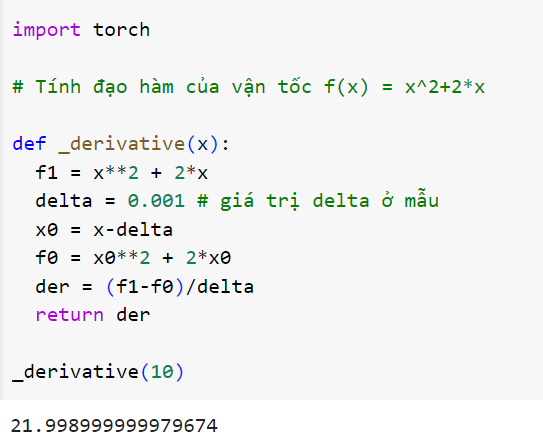 import torch
# Tính đạo hàm của vận tốc f(x) = x^2+2*x
def _derivative(x):
  f1 = x**2 + 2*x
  delta = 0.001 # giá trị delta ở mẫu
  x0 = x-delta
  f0 = x0**2 + 2*x0
  der = (f1-f0)/delta
  return der
_derivative(10)
21.998999999979674